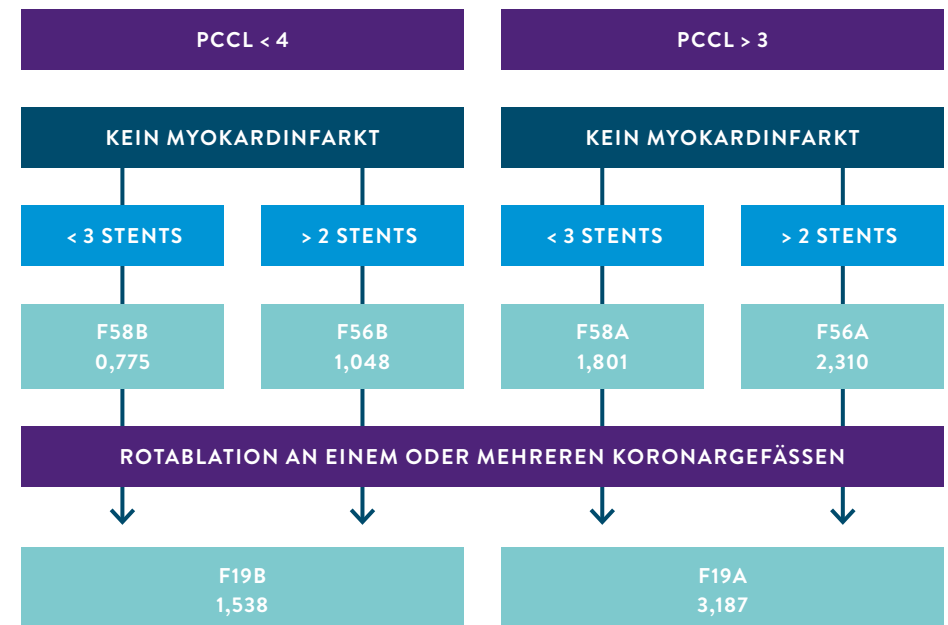 PCCL < 4
PCCL > 3
KEIN MYOKARDINFARKT
KEIN MYOKARDINFARKT
< 3 STENTS
> 2 STENTS
< 3 STENTS
> 2 STENTS
F58B
0,775
F56B
1,048
F58A
1,801
F56A
2,310
ROTABLATION AN EINEM ODER MEHREREN KORONARGEFÄSSEN
F19B
1,538
F19A
3,187